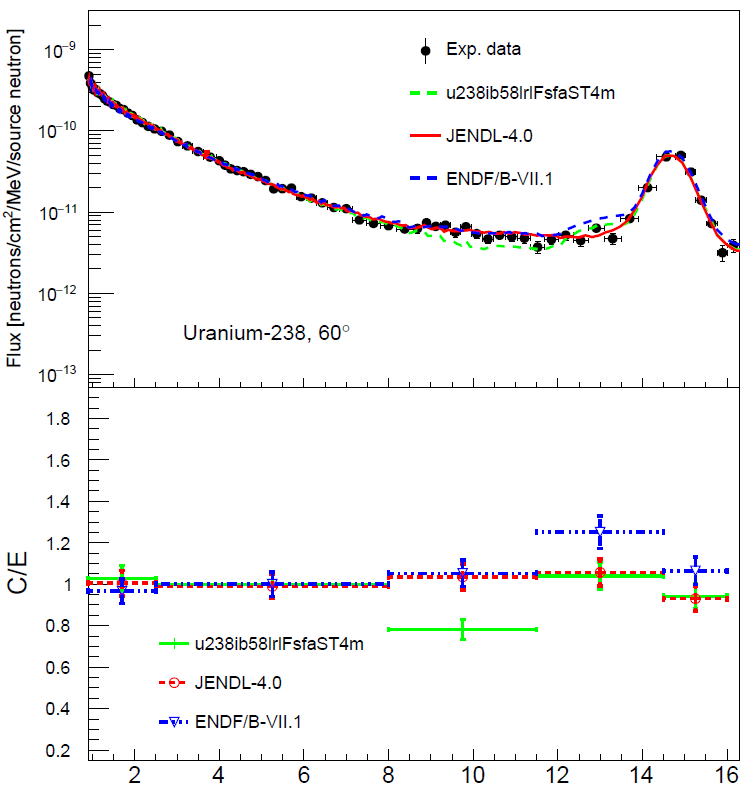 10⁻⁹
10⁻¹⁰
10⁻¹¹
10⁻¹²
10⁻¹³
Flux [neutrons/cm²/MeV/source neutron]
Exp. data
u238ib58lrlFsfaST4m
JENDL-4.0
ENDF/B-VII.1
Uranium-238, 60°
1.8
1.6
1.4
1.2
1
0.8
0.6
0.4
0.2
C/E
u238ib58lrlFsfaST4m
JENDL-4.0
ENDF/B-VII.1
2 4 6 8 10 12 14 16